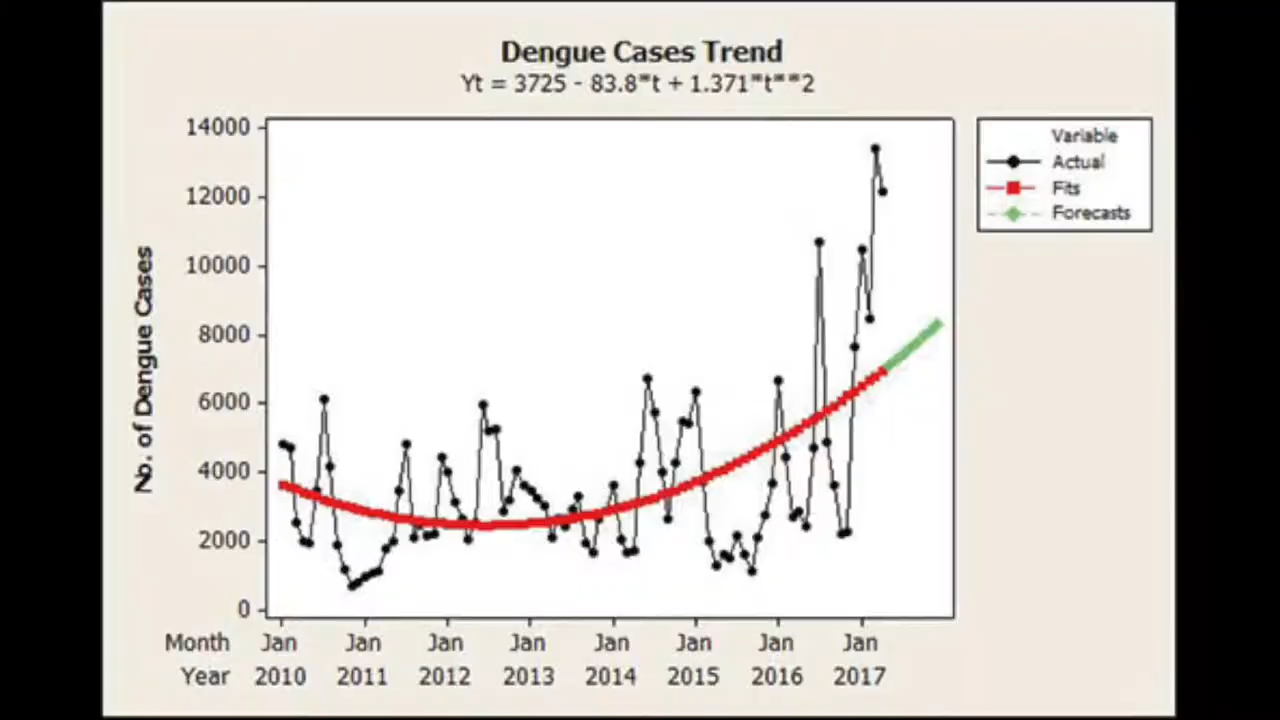 Dengue Cases Trend
Yt = 3725 - 83.8*t + 1.371*t**2
No. of Dengue Cases
14000
12000
10000
8000
6000
4000
2000
0
Month Jan Jan Jan Jan Jan Jan Jan Jan
Year 2010 2011 2012 2013 2014 2015 2016 2017
Variable
Actual
Fits
Forecasts